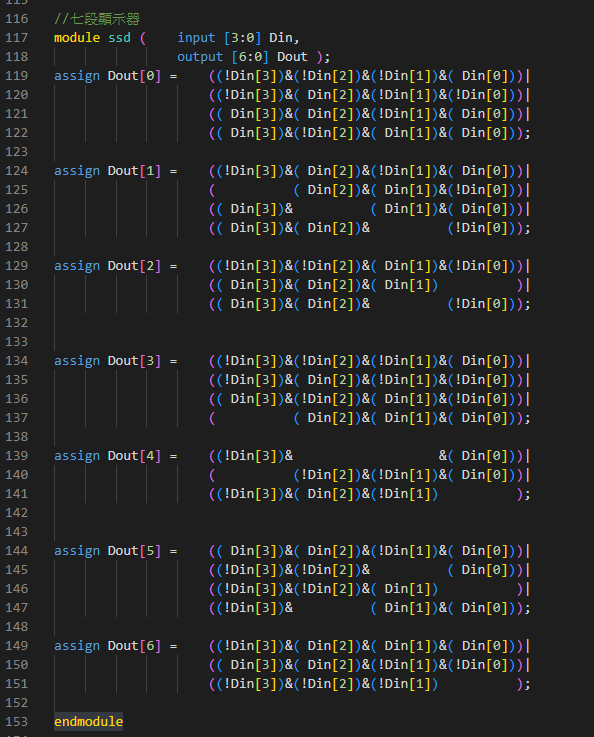 115
116 //七段顯示器
117 module ssd (    input [3:0] Din,
118                 output [6:0] Dout );
119 assign Dout[0] =    ((!Din[3])&(!Din[2])&(!Din[1])&( Din[0]))|
120                     ((!Din[3])&( Din[2])&(!Din[1])&(!Din[0]))|
121                     (( Din[3])&( Din[2])&(!Din[1])&( Din[0]))|
122                     (( Din[3])&(!Din[2])&( Din[1])&( Din[0]));
123
124 assign Dout[1] =    ((!Din[3])&( Din[2])&(!Din[1])&( Din[0]))|
125                     (          ( Din[2])&( Din[1])&(!Din[0]))|
126                     (( Din[3])&          ( Din[1])&( Din[0]))|
127                     (( Din[3])&( Din[2])&          (!Din[0]));
128
129 assign Dout[2] =    ((!Din[3])&(!Din[2])&( Din[1])&(!Din[0]))|
130                     (( Din[3])&( Din[2])&( Din[1])          )|
131                     (( Din[3])&( Din[2])&          (!Din[0]));
132
133
134 assign Dout[3] =    ((!Din[3])&(!Din[2])&(!Din[1])&( Din[0]))|
135                     ((!Din[3])&( Din[2])&(!Din[1])&(!Din[0]))|
136                     (( Din[3])&(!Din[2])&( Din[1])&(!Din[0]))|
137                     (          ( Din[2])&( Din[1])&( Din[0]));
138
139 assign Dout[4] =    ((!Din[3])&                   &( Din[0]))|
140                     (          (!Din[2])&(!Din[1])&( Din[0]))|
141                     ((!Din[3])&( Din[2])&(!Din[1])          );
142
143
144 assign Dout[5] =    (( Din[3])&( Din[2])&(!Din[1])&( Din[0]))|
145                     ((!Din[3])&(!Din[2])&          ( Din[0]))|
146                     ((!Din[3])&(!Din[2])&( Din[1])          )|
147                     ((!Din[3])&          ( Din[1])&( Din[0]));
148
149 assign Dout[6] =    ((!Din[3])&( Din[2])&( Din[1])&( Din[0]))|
150                     (( Din[3])&( Din[2])&(!Din[1])&(!Din[0]))|
151                     ((!Din[3])&(!Din[2])&(!Din[1])          );
152
153 endmodule